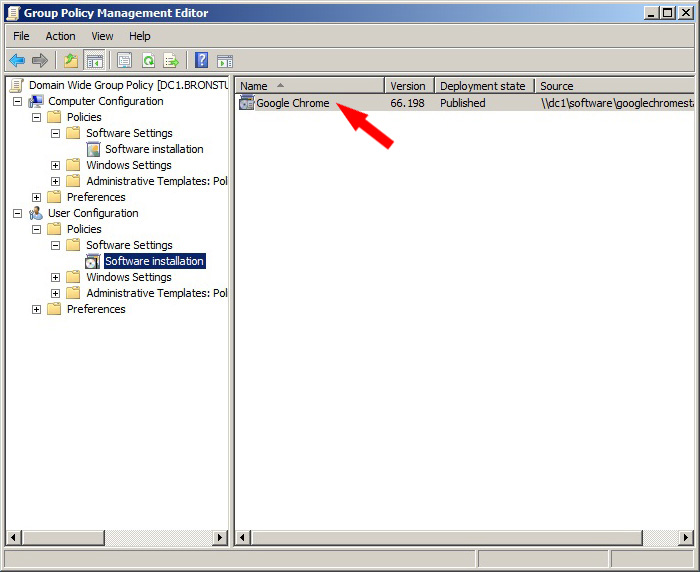 Group Policy Management Editor
File Action View Help
Domain Wide Group Policy [DC1.BRONSTU
Computer Configuration
Policies
Software Settings
Software installation
Windows Settings
Administrative Templates: Pol
Preferences
User Configuration
Policies
Software Settings
Software installation
Windows Settings
Administrative Templates: Pol
Preferences
Name Version Deployment state Source
Google Chrome 66.198 Published \\dc1\software\googlechromesta